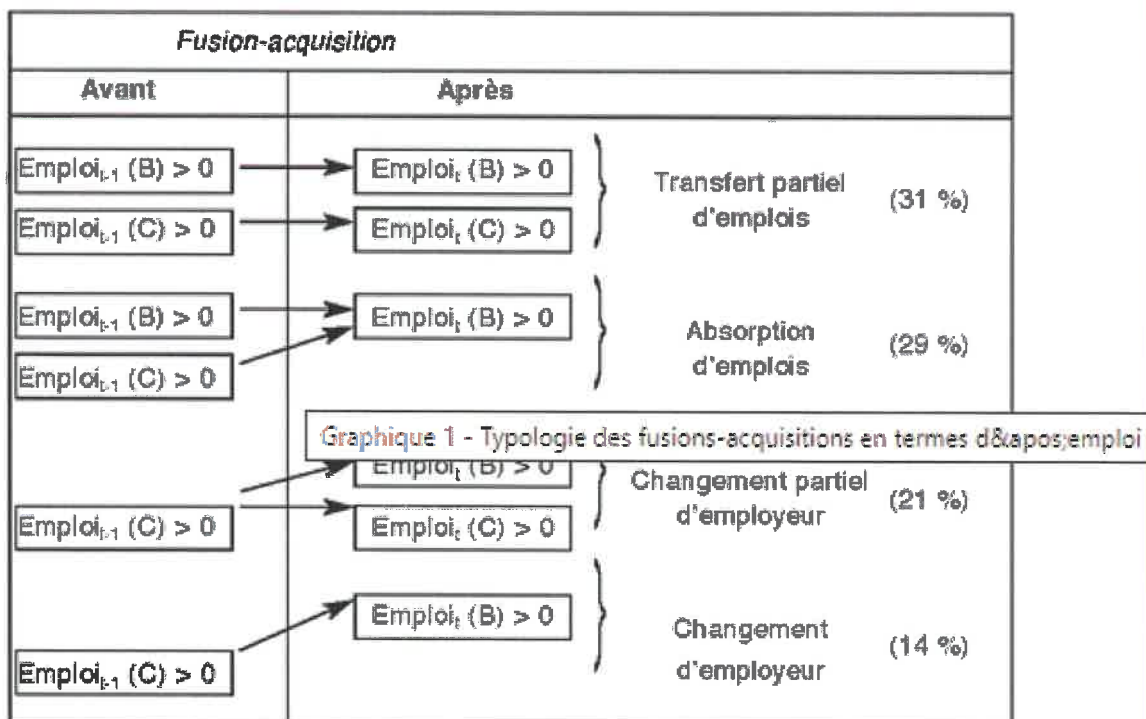 Fusion-acquisition
Avant Après
Emploiₜ₋₁ (B) > 0 Emploiₜ (B) > 0
Transfert partiel
d'emplois
(31 %)
Emploiₜ₋₁ (C) > 0 Emploiₜ (C) > 0
Emploiₜ₋₁ (B) > 0 Emploiₜ (B) > 0
Absorption
d'emplois
(29 %)
Emploiₜ₋₁ (C) > 0
Graphique 1 - Typologie des fusions-acquisitions en termes d&apos;emploi
Emploiₜ (B) > 0
Changement partiel
d'employeur
(21 %)
Emploiₜ₋₁ (C) > 0 Emploiₜ (C) > 0
Emploiₜ (B) > 0
Changement
d'employeur
(14 %)
Emploiₜ₋₁ (C) > 0